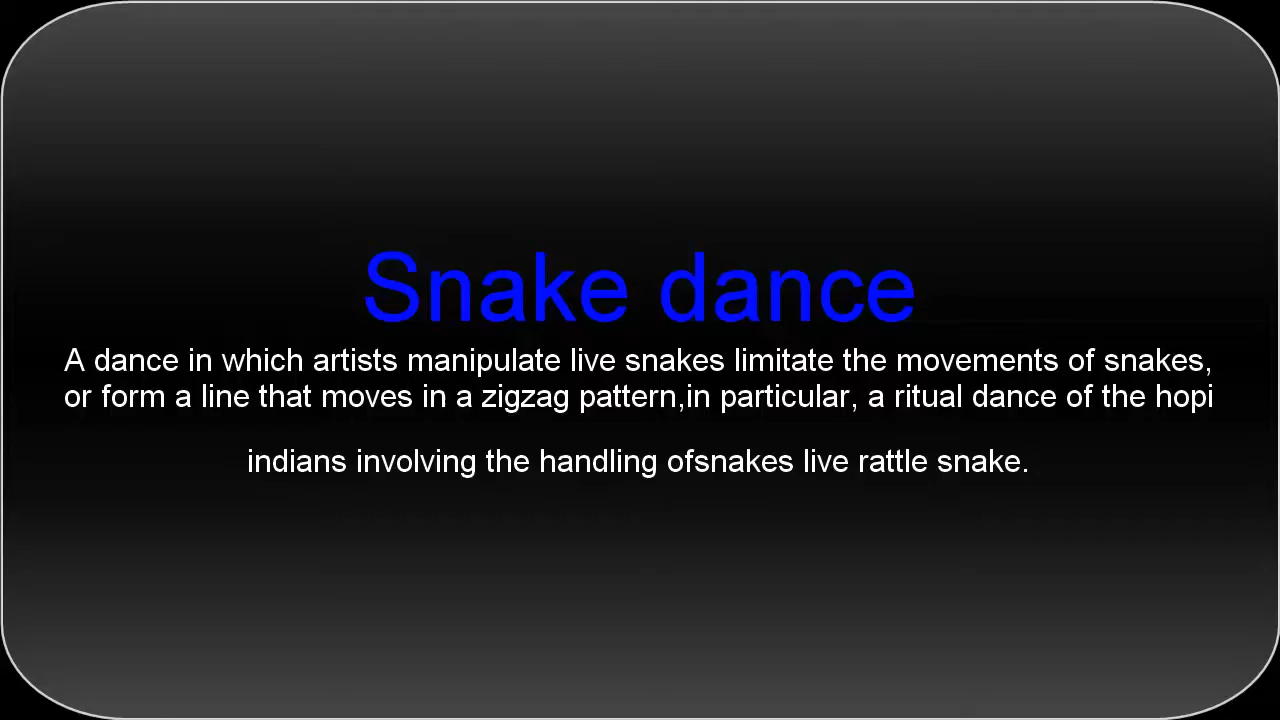 Snake dance
A dance in which artists manipulate live snakes limitate the movements of snakes,
or form a line that moves in a zigzag pattern,in particular, a ritual dance of the hopi
indians involving the handling ofsnakes live rattle snake.